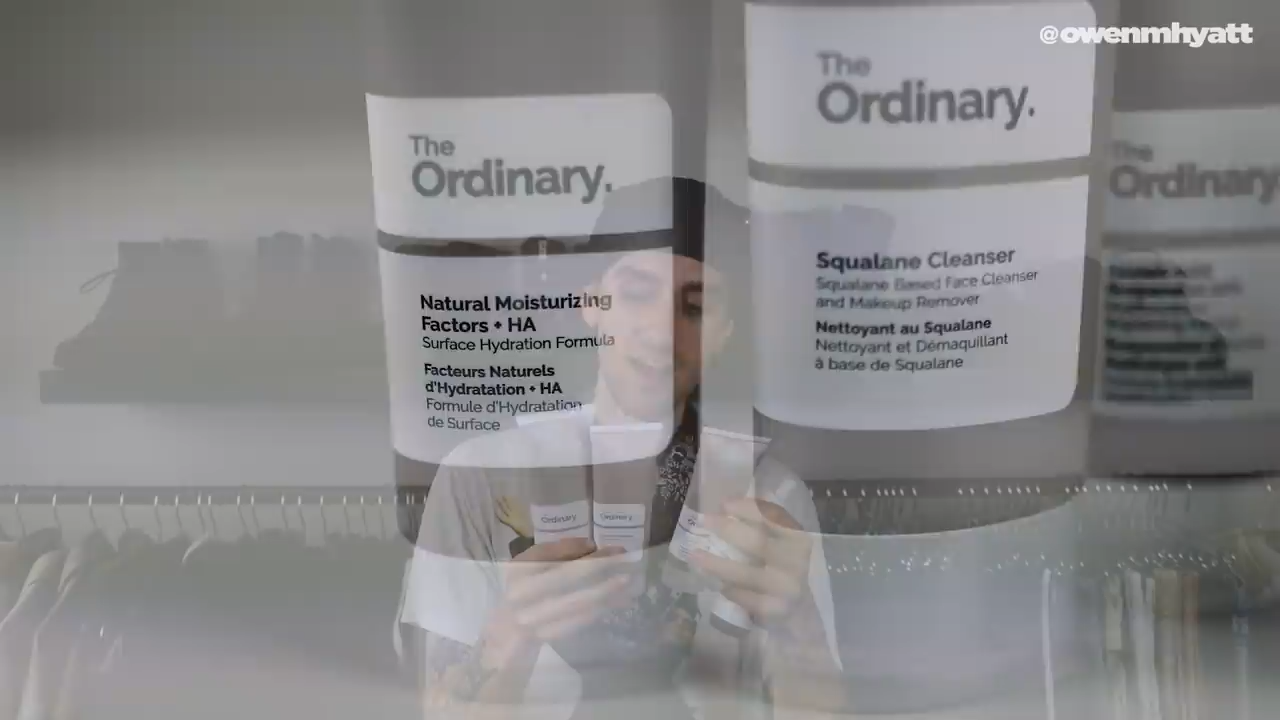 @owenmhyatt
The
Ordinary.
Natural Moisturizing
Factors + HA
Surface Hydration Formula
Facteurs Naturels
d'Hydratation + HA
Formule d'Hydratation
de Surface
The
Ordinary.
Squalane Cleanser
Squalane Based Face Cleanser
and Makeup Remover
Nettoyant au Squalane
Nettoyant et Démaquillant
à base de Squalane
The
Ordinary.
Ordinary.
Ordinary.